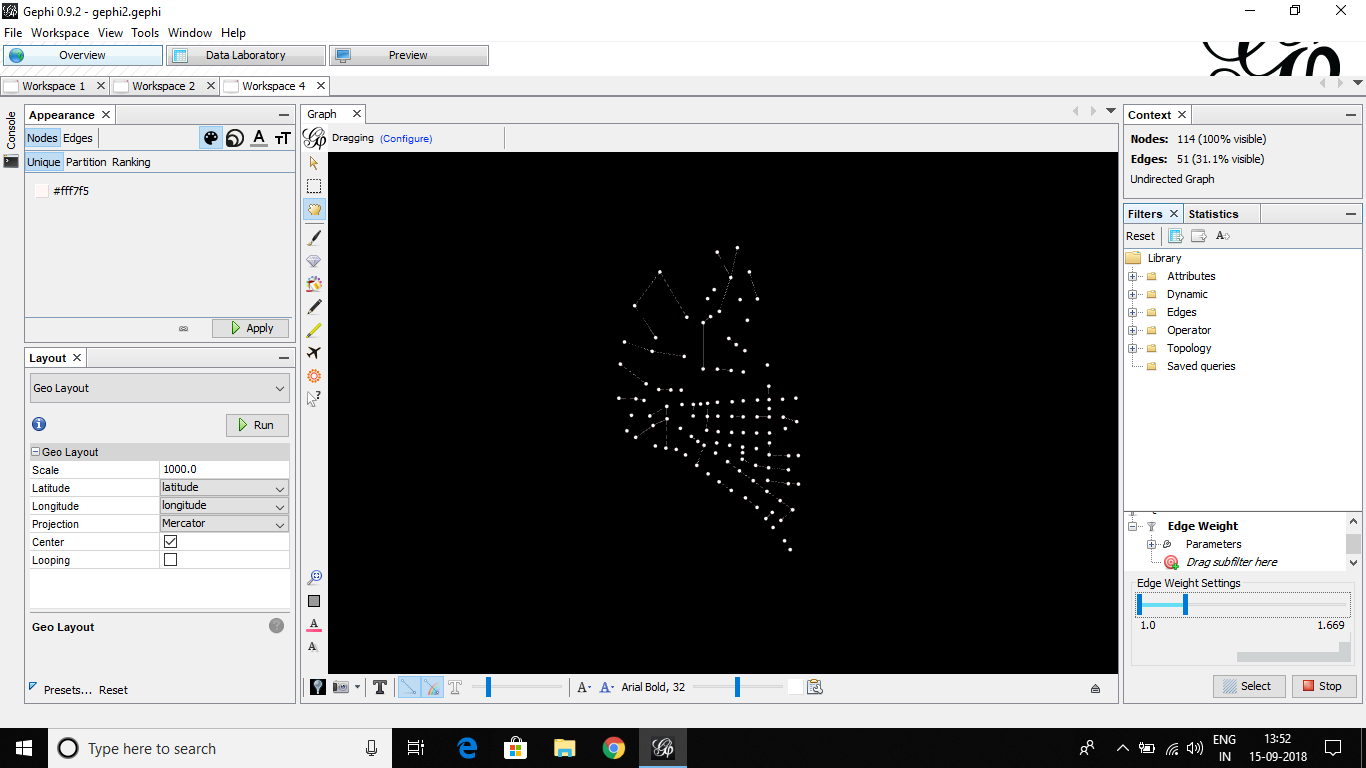 Gephi 0.9.2 - gephi2.gephi
File Workspace View Tools Window Help
Overview Data Laboratory Preview
Workspace 1 Workspace 2 Workspace 4
Console
Appearance
Nodes Edges
Unique Partition Ranking
#fff7f5
Apply
Layout
Geo Layout
Run
Geo Layout
Scale 1000.0
Latitude latitude
Longitude longitude
Projection Mercator
Center
Looping
Geo Layout
Presets... Reset
Graph
Dragging (Configure)
Arial Bold, 32
Context
Nodes: 114 (100% visible)
Edges: 51 (31.1% visible)
Undirected Graph
Filters Statistics
Reset
Library
Attributes
Dynamic
Edges
Operator
Topology
Saved queries
Edge Weight
Parameters
Drag subfilter here
Edge Weight Settings
1.0 1.669
Select Stop
Type here to search
ENG
IN
13:52
15-09-2018